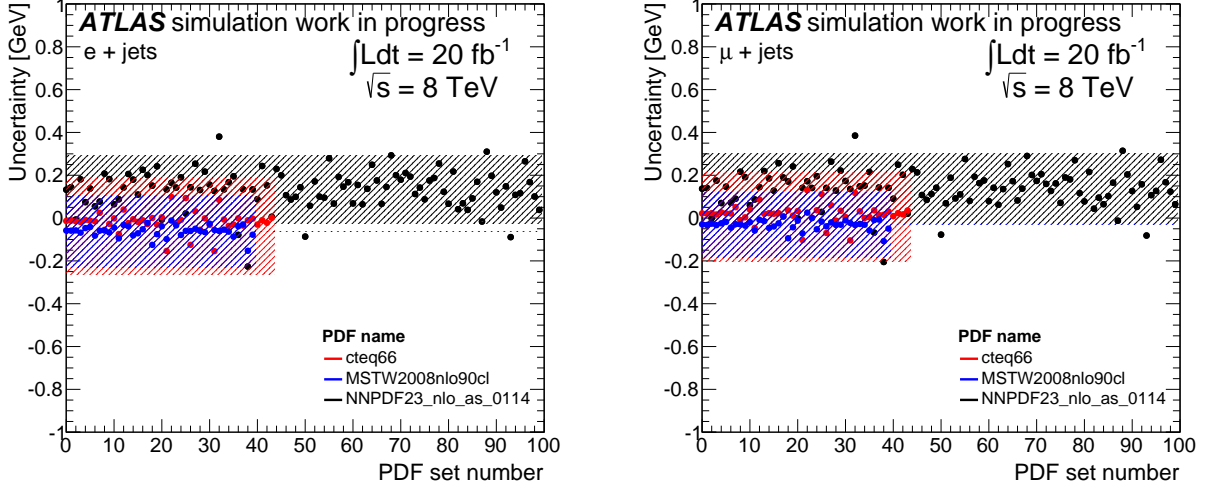 ATLAS simulation work in progress
e + jets
∫Ldt = 20 fb⁻¹
√s = 8 TeV
Uncertainty [GeV]
1
0.8
0.6
0.4
0.2
0
-0.2
-0.4
-0.6
-0.8
-1
PDF name
cteq66
MSTW2008nlo90cl
NNPDF23_nlo_as_0114
0 10 20 30 40 50 60 70 80 90 100
PDF set number
ATLAS simulation work in progress
μ + jets
∫Ldt = 20 fb⁻¹
√s = 8 TeV
Uncertainty [GeV]
1
0.8
0.6
0.4
0.2
0
-0.2
-0.4
-0.6
-0.8
-1
PDF name
cteq66
MSTW2008nlo90cl
NNPDF23_nlo_as_0114
0 10 20 30 40 50 60 70 80 90 100
PDF set number